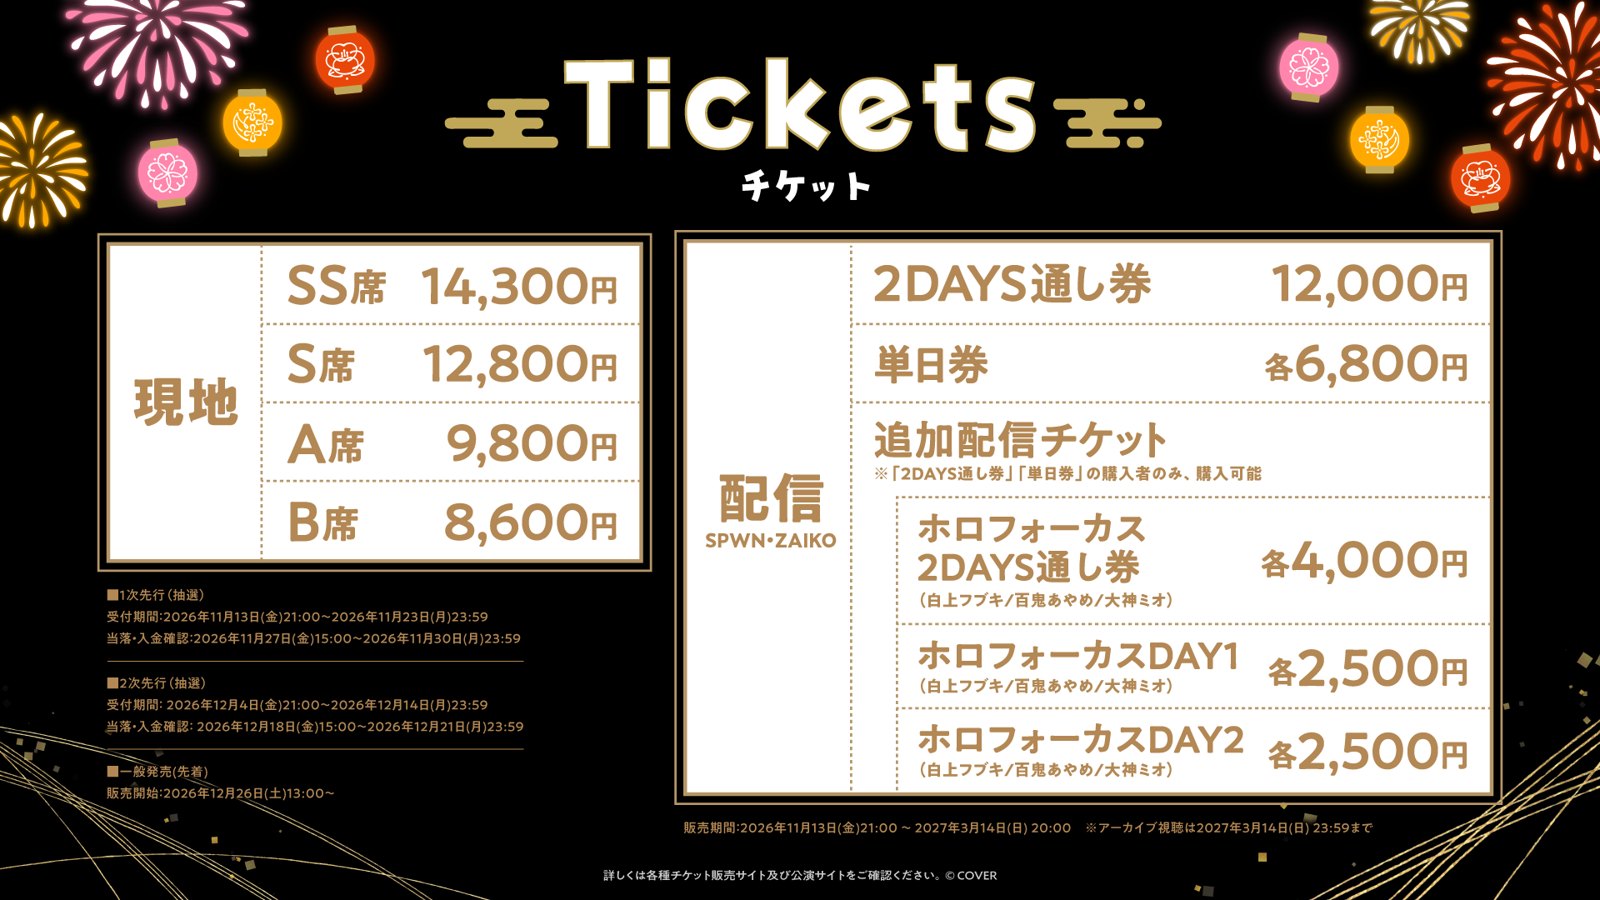 Tickets
チケット
現地
SS席 14,300円
S席 12,800円
A席 9,800円
B席 8,600円
■1次先行(抽選)
受付期間:2026年11月13日(金)21:00~2026年11月23日(月)23:59
当落・入金確認:2026年11月27日(金)15:00~2026年11月30日(月)23:59
■2次先行(抽選)
受付期間: 2026年12月4日(金)21:00~2026年12月14日(月)23:59
当落・入金確認: 2026年12月18日(金)15:00~2026年12月21日(月)23:59
■一般発売(先着)
販売開始:2026年12月26日(土)13:00~
配信
SPWN・ZAIKO
2DAYS通し券 12,000円
単日券 各6,800円
追加配信チケット
※「2DAYS通し券」「単日券」の購入者のみ、購入可能
ホロフォーカス
2DAYS通し券 各4,000円
(白上フブキ/百鬼あやめ/大神ミオ)
ホロフォーカスDAY1 各2,500円
(白上フブキ/百鬼あやめ/大神ミオ)
ホロフォーカスDAY2 各2,500円
(白上フブキ/百鬼あやめ/大神ミオ)
販売期間:2026年11月13日(金)21:00 ~ 2027年3月14日(日) 20:00 ※アーカイブ視聴は2027年3月14日(日) 23:59まで
詳しくは各種チケット販売サイト及び公演サイトをご確認ください。© COVER